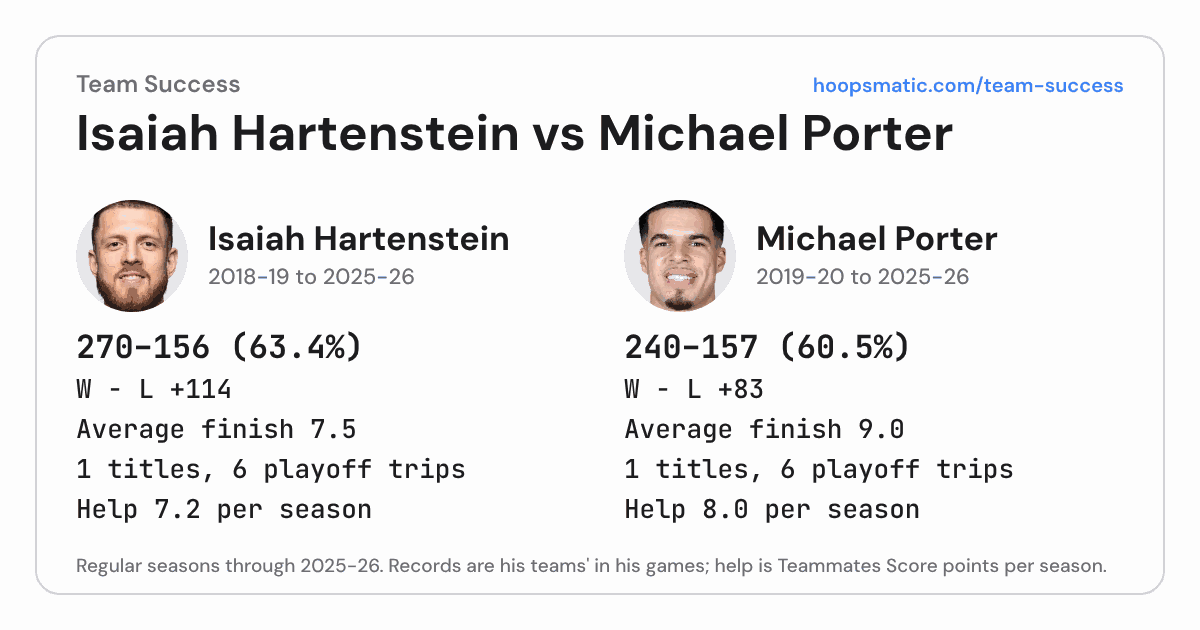 Team Success
hoopsmatic.com/team-success
Isaiah Hartenstein vs Michael Porter
Isaiah Hartenstein
2018-19 to 2025-26
270-156 (63.4%)
W - L +114
Average finish 7.5
1 titles, 6 playoff trips
Help 7.2 per season
Michael Porter
2019-20 to 2025-26
240-157 (60.5%)
W - L +83
Average finish 9.0
1 titles, 6 playoff trips
Help 8.0 per season
Regular seasons through 2025-26. Records are his teams' in his games; help is Teammates Score points per season.